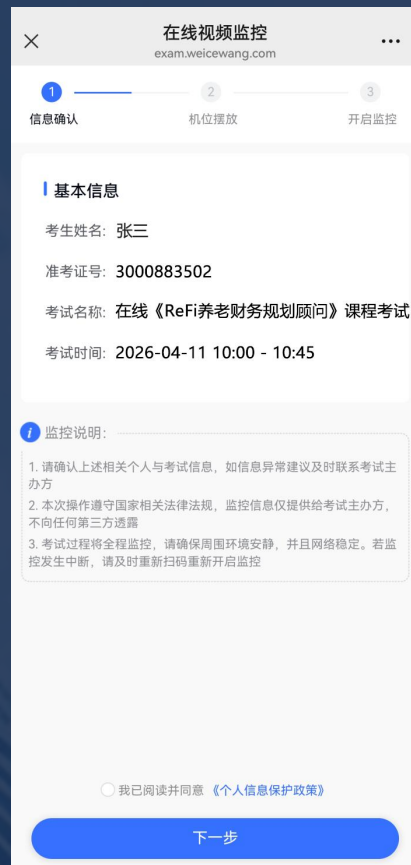 在线视频监控
exam.weicewang.com
1
2
3
信息确认
机位摆放
开启监控
基本信息
考生姓名: 张三
准考证号: 3000883502
考试名称: 在线《ReFi养老财务规划顾问》课程考试
考试时间: 2026-04-11 10:00 - 10:45
i 监控说明:
1. 请确认上述相关个人与考试信息，如信息异常建议及时联系考试主
办方
2. 本次操作遵守国家相关法律法规，监控信息仅提供给考试主办方，
不向任何第三方透露
3. 考试过程将全程监控，请确保周围环境安静，并且网络稳定。若监
控发生中断，请及时重新扫码重新开启监控
我已阅读并同意 《个人信息保护政策》
下一步